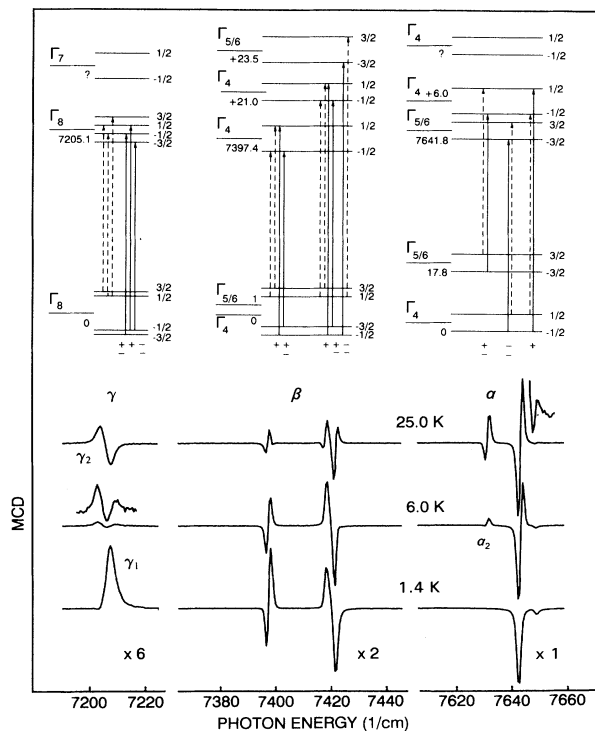 Γ7
1/2
?
-1/2
Γ8
3/2
1/2
7205.1
-1/2
-3/2
Γ8
3/2
1/2
0
-1/2
-3/2
+ + −
− −
Γ5/6
3/2
+23.5
-3/2
Γ4
1/2
+21.0
-1/2
Γ4
1/2
7397.4
-1/2
Γ5/6
1
3/2
1/2
Γ4
0
-3/2
-1/2
+ + + −
− −
Γ4
1/2
?
-1/2
Γ4
+6.0
1/2
Γ5/6
-1/2
3/2
7641.8
-3/2
Γ5/6
3/2
17.8
-3/2
Γ4
1/2
0
-1/2
+ − +
− −
γ
β
α
25.0 K
γ2
6.0 K
α2
γ1
1.4 K
x 6
x 2
x 1
MCD
7200 7220 7380 7400 7420 7440 7620 7640 7660
PHOTON ENERGY (1/cm)